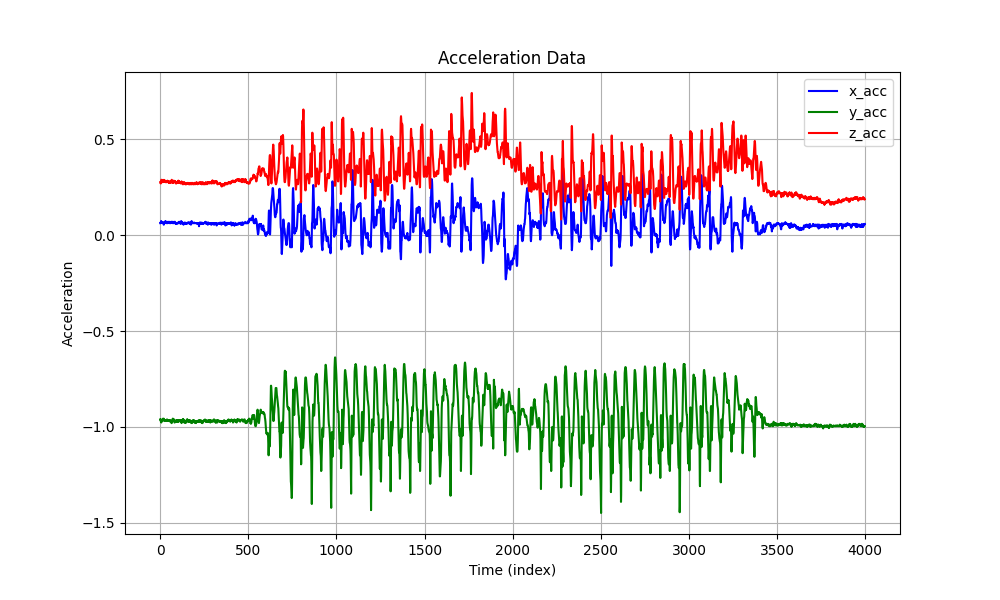 Acceleration Data
x_acc
y_acc
z_acc
0.5
0.0
−0.5
−1.0
−1.5
Acceleration
0 500 1000 1500 2000 2500 3000 3500 4000
Time (index)